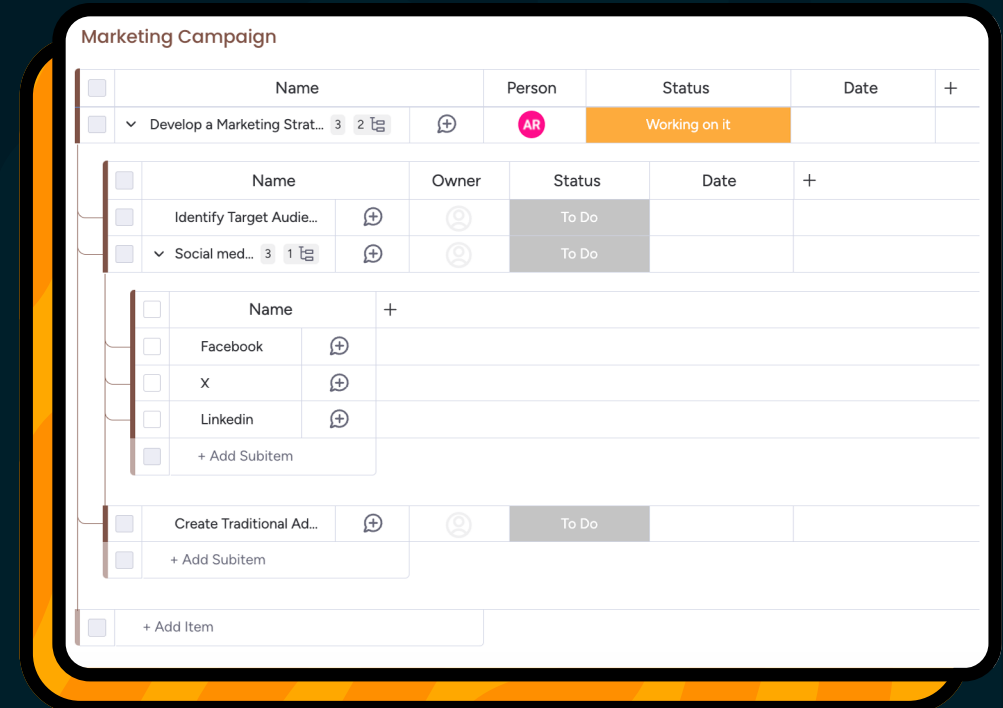 Marketing Campaign
Name Person Status Date +
Develop a Marketing Strat... 3 2 AR Working on it
Name Owner Status Date +
Identify Target Audie... To Do
Social med... 3 1 To Do
Name +
Facebook
X
Linkedin
+ Add Subitem
Create Traditional Ad... To Do
+ Add Subitem
+ Add Item